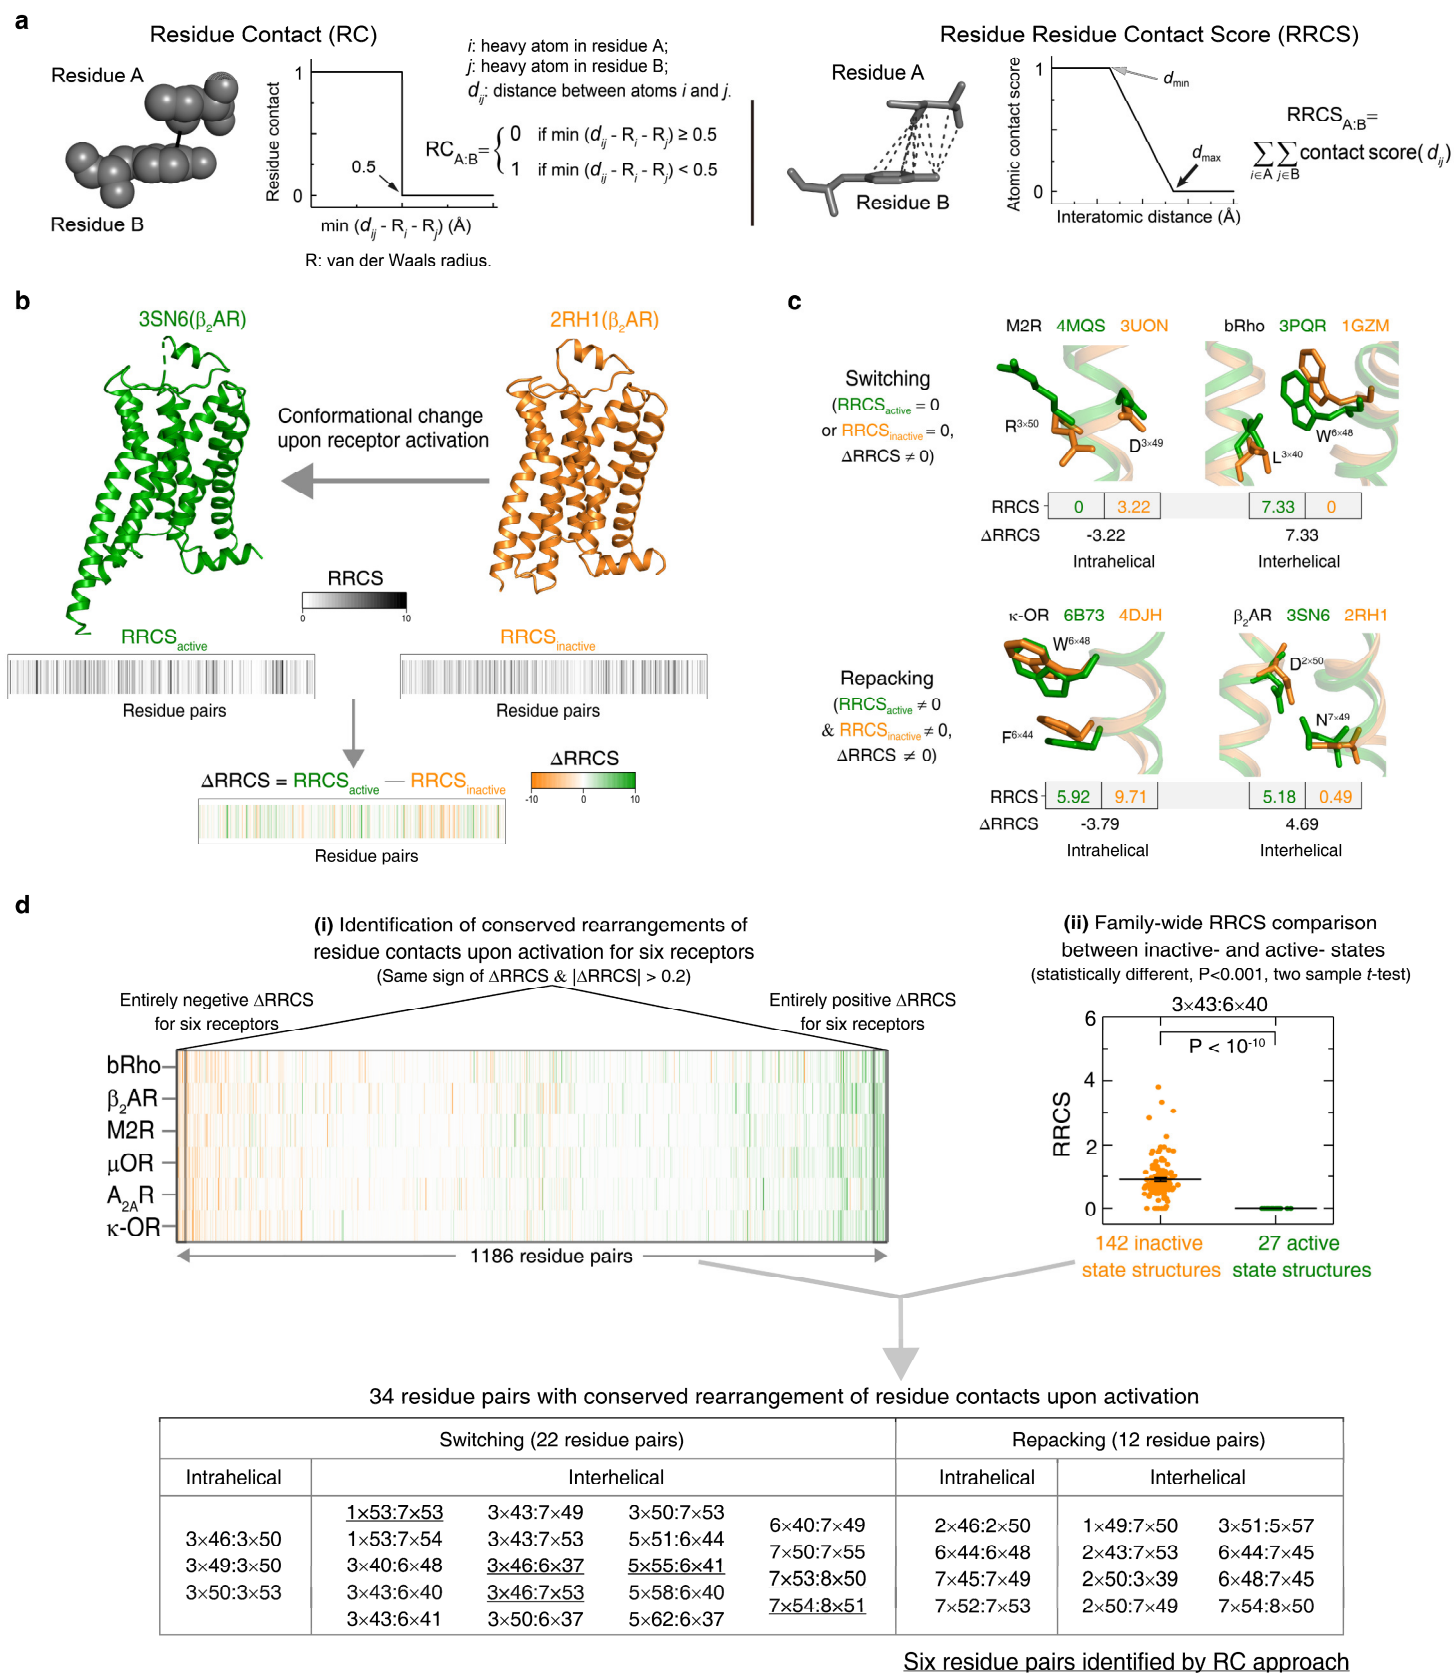 a
Residue Contact (RC)
Residue A
Residue B
Residue contact
1
0
0.5
min (dij - Ri - Rj) (Å)
R: van der Waals radius.
i: heavy atom in residue A;
j: heavy atom in residue B;
dij: distance between atoms i and j.
RCA:B= { 0 if min (dij - Ri - Rj) ≥ 0.5
1 if min (dij - Ri - Rj) < 0.5
Residue Residue Contact Score (RRCS)
Residue A
Residue B
Atomic contact score
1
0
dmin
dmax
Interatomic distance (Å)
RRCSA:B=
∑i∈A ∑j∈B contact score(dij)
b
3SN6(β2AR)
2RH1(β2AR)
Conformational change
upon receptor activation
RRCS
0 10
RRCSactive
RRCSinactive
Residue pairs
Residue pairs
ΔRRCS = RRCSactive — RRCSinactive
ΔRRCS
-10 0 10
Residue pairs
c
Switching
(RRCSactive = 0
or RRCSinactive = 0,
ΔRRCS ≠ 0)
M2R 4MQS 3UON
R3×50
D3×49
bRho 3PQR 1GZM
W6×48
L3×40
RRCS 0 3.22 7.33 0
ΔRRCS -3.22 7.33
Intrahelical Interhelical
Repacking
(RRCSactive ≠ 0
& RRCSinactive ≠ 0,
ΔRRCS ≠ 0)
κ-OR 6B73 4DJH
W6×48
F6×44
β2AR 3SN6 2RH1
D2×50
N7×49
RRCS 5.92 9.71 5.18 0.49
ΔRRCS -3.79 4.69
Intrahelical Interhelical
d
(i) Identification of conserved rearrangements of
residue contacts upon activation for six receptors
(Same sign of ΔRRCS & |ΔRRCS| > 0.2)
Entirely negetive ΔRRCS
for six receptors
Entirely positive ΔRRCS
for six receptors
bRho
β2AR
M2R
μOR
A2AR
κ-OR
1186 residue pairs
(ii) Family-wide RRCS comparison
between inactive- and active- states
(statistically different, P<0.001, two sample t-test)
3×43:6×40
P < 10-10
RRCS
6
4
2
0
142 inactive
state structures
27 active
state structures
34 residue pairs with conserved rearrangement of residue contacts upon activation
Switching (22 residue pairs) Repacking (12 residue pairs)
Intrahelical Interhelical Intrahelical Interhelical
3×46:3×50
3×49:3×50
3×50:3×53
1×53:7×53
1×53:7×54
3×40:6×48
3×43:6×40
3×43:6×41
3×43:7×49
3×43:7×53
3×46:6×37
3×46:7×53
3×50:6×37
3×50:7×53
5×51:6×44
5×55:6×41
5×58:6×40
5×62:6×37
6×40:7×49
7×50:7×55
7×53:8×50
7×54:8×51
2×46:2×50
6×44:6×48
7×45:7×49
7×52:7×53
1×49:7×50
2×43:7×53
2×50:3×39
2×50:7×49
3×51:5×57
6×44:7×45
6×48:7×45
7×54:8×50
Six residue pairs identified by RC approach